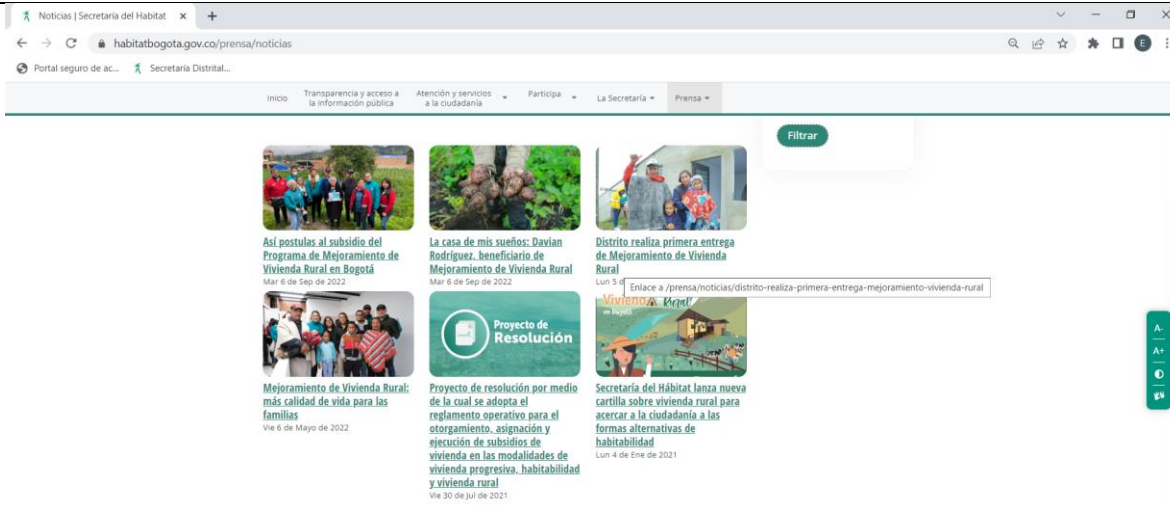 Noticias | Secretaría del Hábitat
habitatbogota.gov.co/prensa/noticias
E
Portal seguro de ac...
Secretaría Distrital...
Inicio
Transparencia y acceso a
la información pública
Atención y servicios
a la ciudadanía
Participa
La Secretaría
Prensa
Filtrar
Así postulas al subsidio del
Programa de Mejoramiento de
Vivienda Rural en Bogotá
Mar 6 de Sep de 2022
La casa de mis sueños: Davian
Rodríguez, beneficiario de
Mejoramiento de Vivienda Rural
Mar 6 de Sep de 2022
Distrito realiza primera entrega
de Mejoramiento de Vivienda
Rural
Lun 5 d
Enlace a /prensa/noticias/distrito-realiza-primera-entrega-mejoramiento-vivienda-rural
Mejoramiento de Vivienda Rural:
más calidad de vida para las
familias
Vie 6 de Mayo de 2022
Proyecto de
Resolución
Proyecto de resolución por medio
de la cual se adopta el
reglamento operativo para el
otorgamiento, asignación y
ejecución de subsidios de
vivienda en las modalidades de
vivienda progresiva, habitabilidad
y vivienda rural
Vie 30 de Jul de 2021
Vivienda Rural
en Bogotá
Secretaría del Hábitat lanza nueva
cartilla sobre vivienda rural para
acercar a la ciudadanía a las
formas alternativas de
habitabilidad
Lun 4 de Ene de 2021
A-
A+